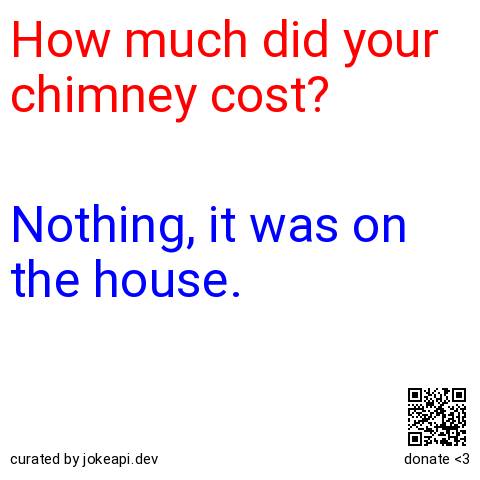 How much did your
chimney cost?
Nothing, it was on
the house.
curated by jokeapi.dev
donate <3